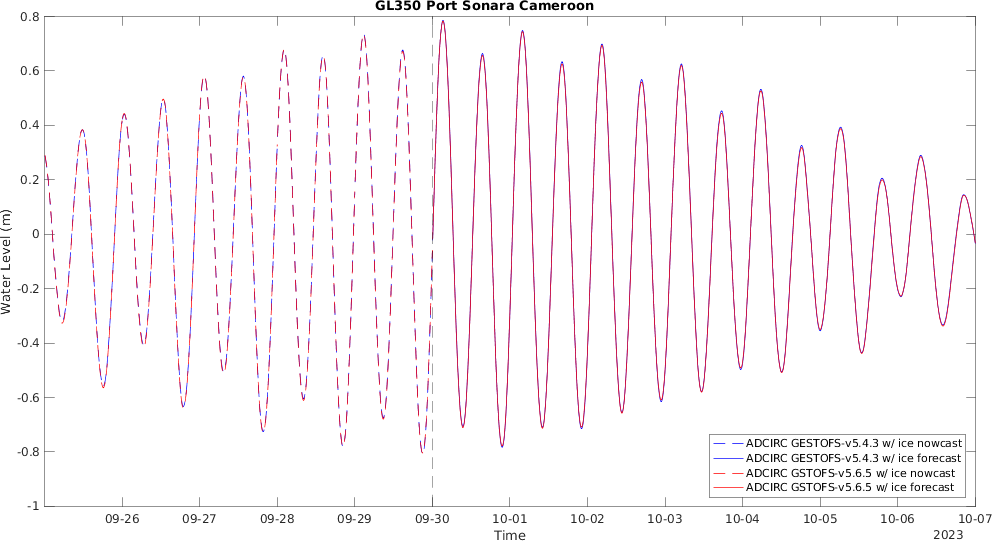 GL350 Port Sonara Cameroon
0.8
0.6
0.4
0.2
0
-0.2
-0.4
-0.6
-0.8
-1
Water Level (m)
ADCIRC GESTOFS-v5.4.3 w/ ice nowcast
ADCIRC GESTOFS-v5.4.3 w/ ice forecast
ADCIRC GSTOFS-v5.6.5 w/ ice nowcast
ADCIRC GSTOFS-v5.6.5 w/ ice forecast
09-26 09-27 09-28 09-29 09-30 10-01 10-02 10-03 10-04 10-05 10-06 10-07
Time
2023